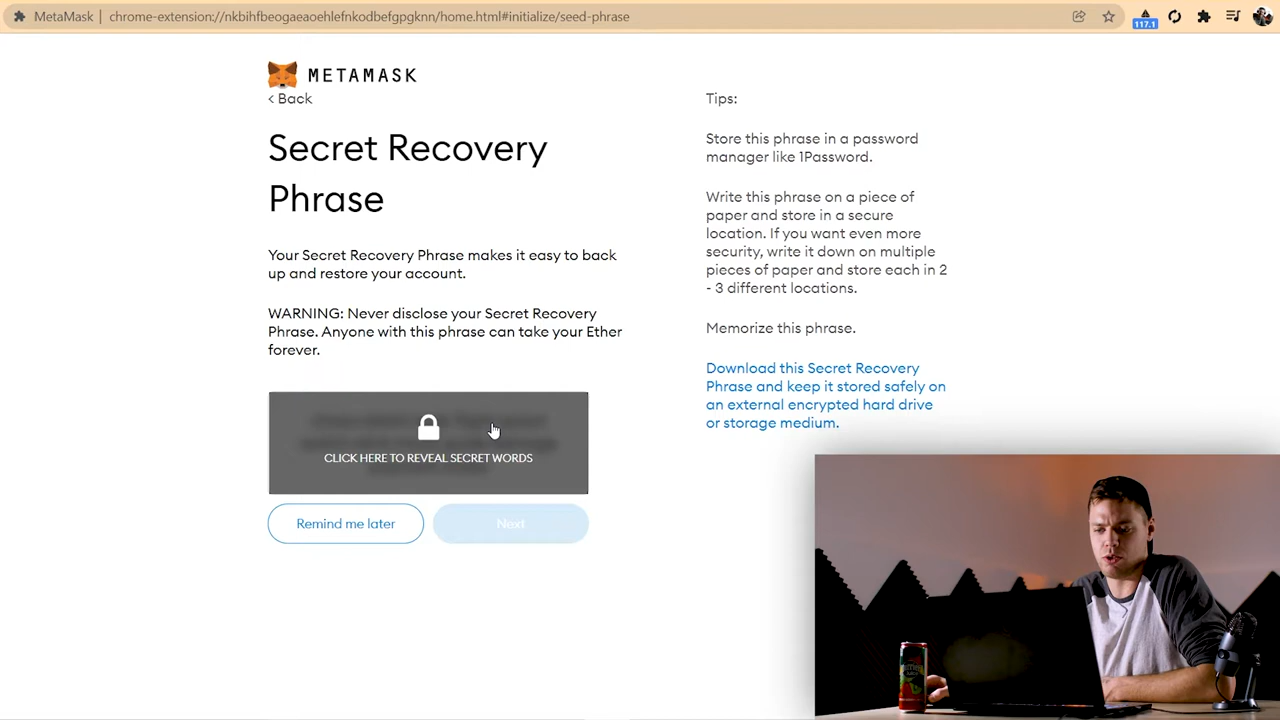 MetaMask | chrome-extension://nkbihfbeogaeaoehlefnkodbefgpgknn/home.html#initialize/seed-phrase
117.1
METAMASK
< Back
Secret Recovery
Phrase
Your Secret Recovery Phrase makes it easy to back
up and restore your account.
WARNING: Never disclose your Secret Recovery
Phrase. Anyone with this phrase can take your Ether
forever.
CLICK HERE TO REVEAL SECRET WORDS
Remind me later
Next
Tips:
Store this phrase in a password
manager like 1Password.
Write this phrase on a piece of
paper and store in a secure
location. If you want even more
security, write it down on multiple
pieces of paper and store each in 2
- 3 different locations.
Memorize this phrase.
Download this Secret Recovery
Phrase and keep it stored safely on
an external encrypted hard drive
or storage medium.